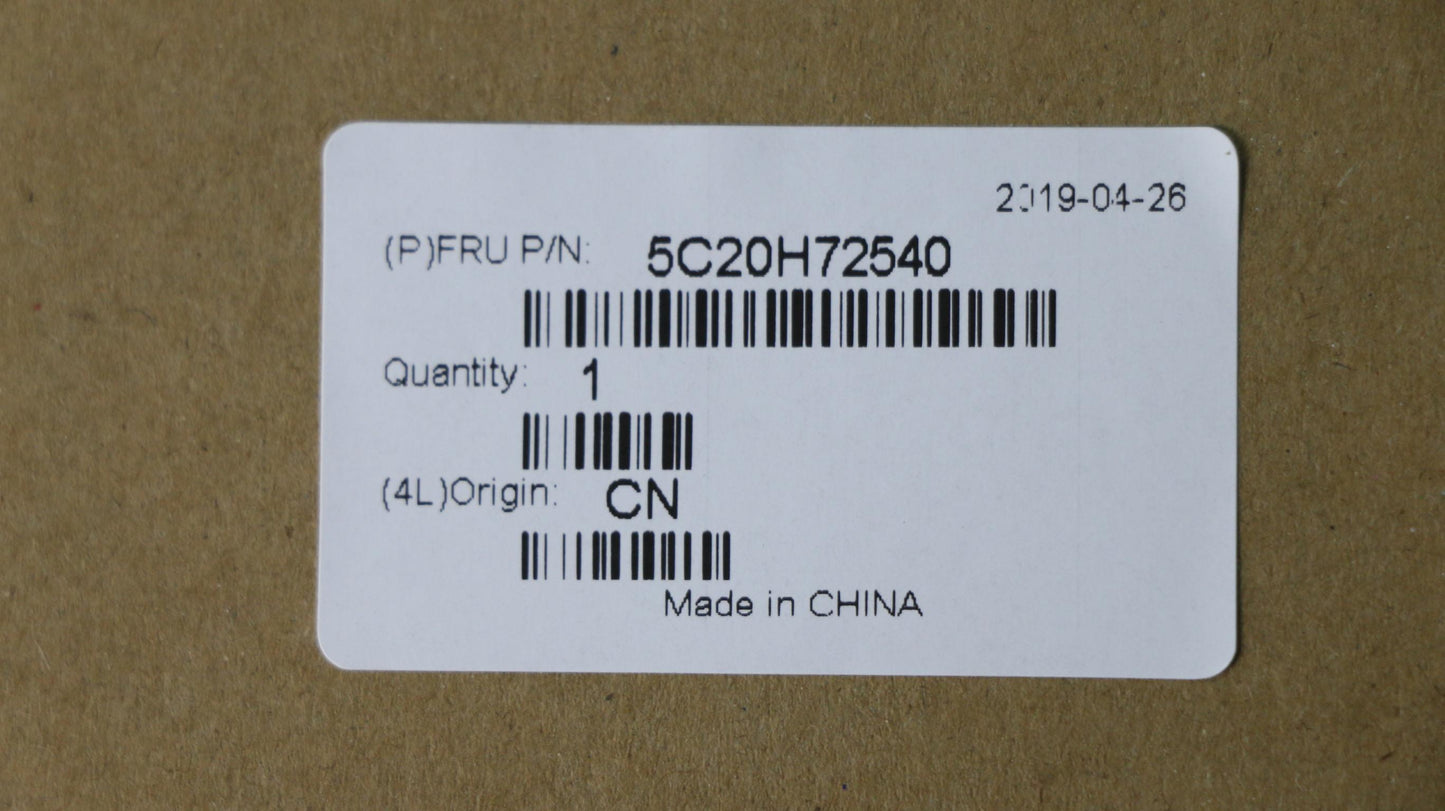 2019-04-26
(P)FRU P/N: 5C20H72540
Quantity: 1
(4L)Origin: CN
Made in CHINA